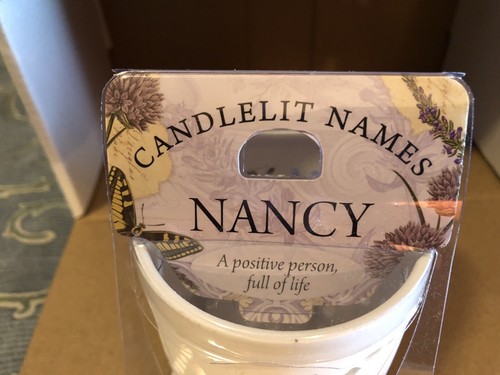 CANDLELIT NAMES
NANCY
A positive person,
full of life